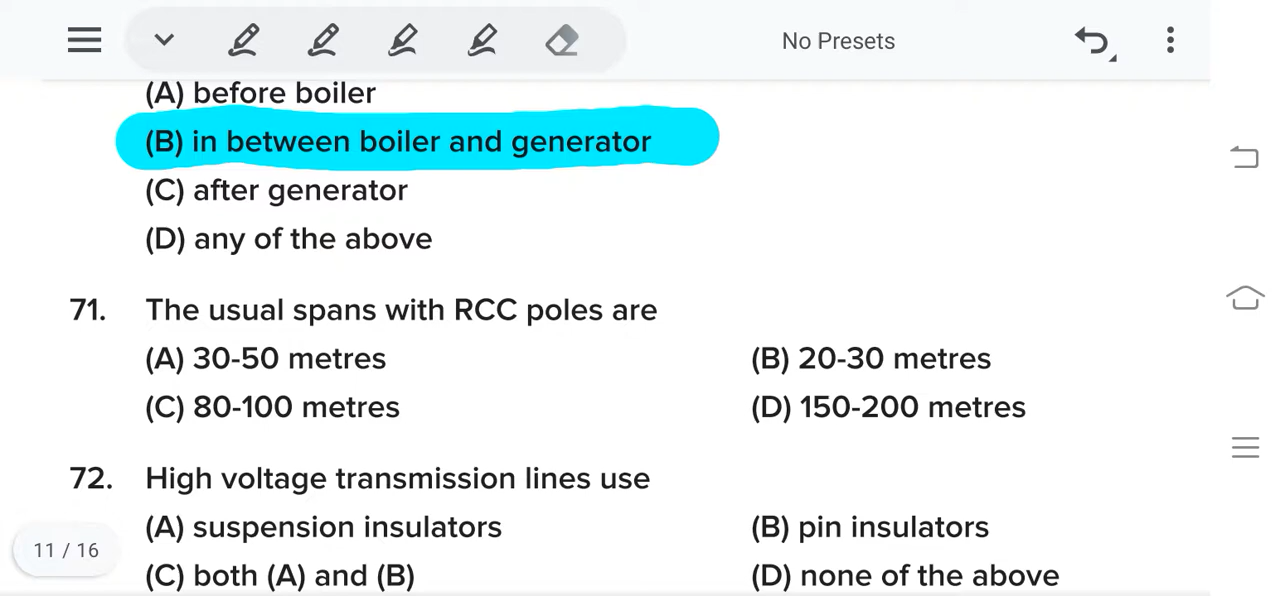 No Presets
(A) before boiler
(B) in between boiler and generator
(C) after generator
(D) any of the above
71. The usual spans with RCC poles are
(A) 30-50 metres (B) 20-30 metres
(C) 80-100 metres (D) 150-200 metres
72. High voltage transmission lines use
(A) suspension insulators (B) pin insulators
11 / 16
(C) both (A) and (B) (D) none of the above